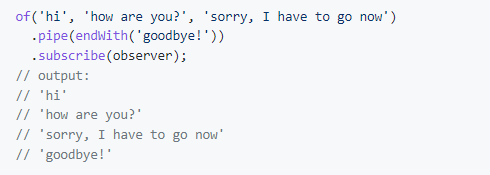 of('hi', 'how are you?', 'sorry, I have to go now')
  .pipe(endWith('goodbye!'))
  .subscribe(observer);
// output:
// 'hi'
// 'how are you?'
// 'sorry, I have to go now'
// 'goodbye!'